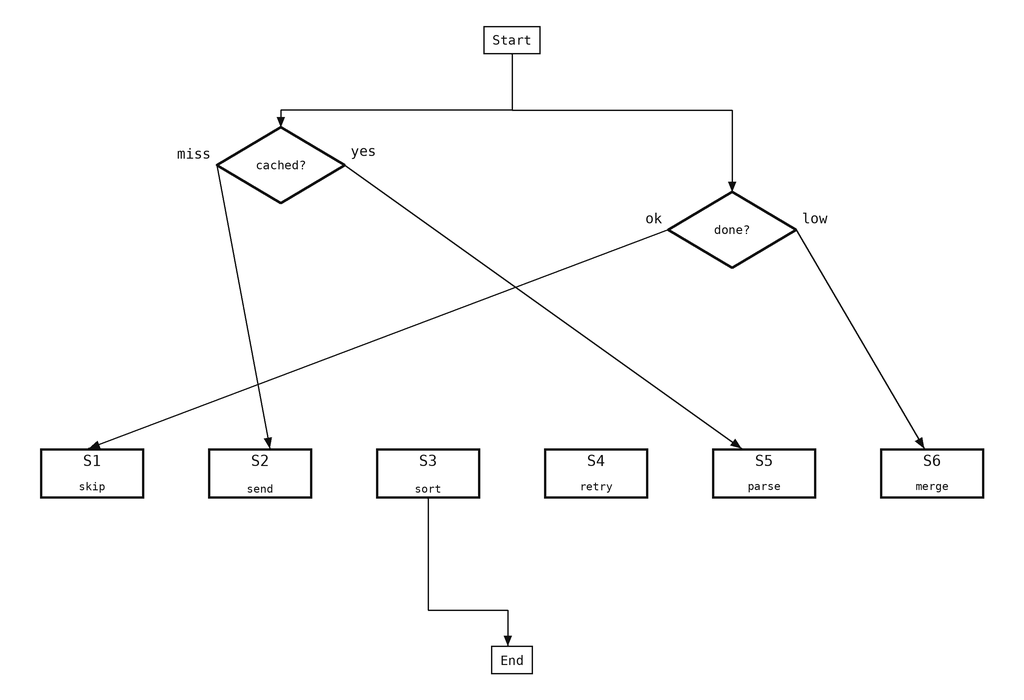 Start
miss
yes
cached?
ok
low
done?
S1
skip
S2
send
S3
sort
S4
retry
S5
parse
S6
merge
End